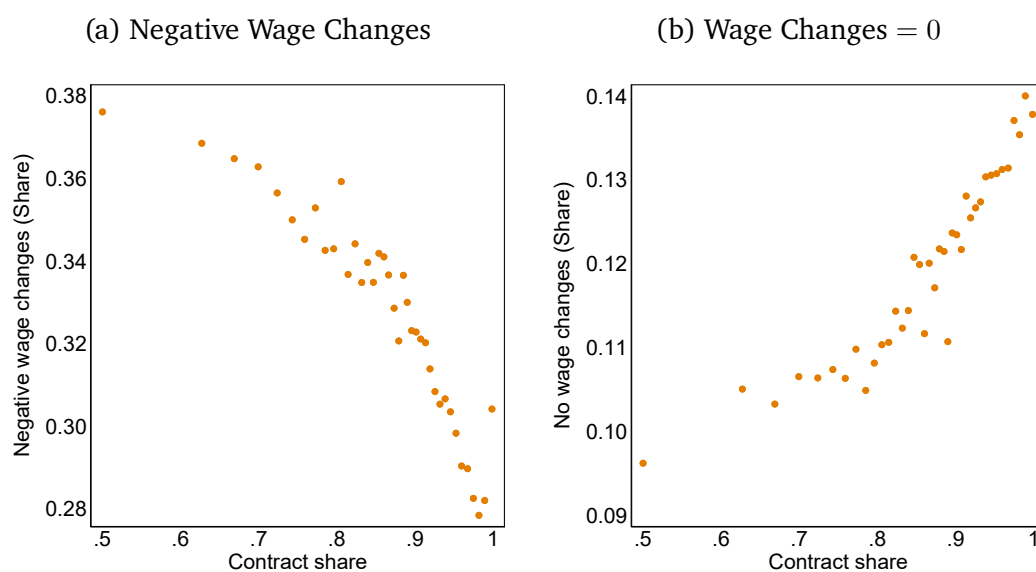 (a) Negative Wage Changes
0.38
0.36
0.34
0.32
0.30
0.28
Negative wage changes (Share)
.5 .6 .7 .8 .9 1
Contract share
(b) Wage Changes = 0
0.14
0.13
0.12
0.11
0.10
0.09
No wage changes (Share)
.5 .6 .7 .8 .9 1
Contract share